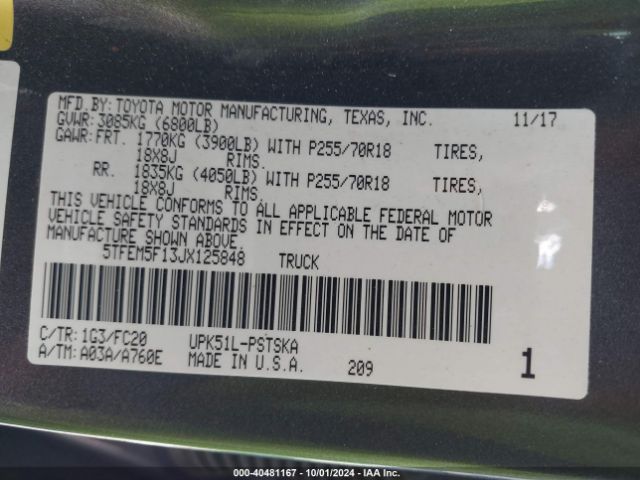 MFD.BY:TOYOTA MOTOR MANUFACTURING, TEXAS, INC. 11/17
GVWR:3085KG (6800LB)
GAWR:FRT. 1770KG (3900LB) WITH P255/70R18 TIRES,
18X8J RIMS.
RR. 1835KG (4050LB) WITH P255/70R18 TIRES,
18X8J RIMS.
THIS VEHICLE CONFORMS TO ALL APPLICABLE FEDERAL MOTOR
VEHICLE SAFETY STANDARDS IN EFFECT ON THE DATE OF
MANUFACTURE SHOWN ABOVE.
5TFEM5F13JX125848 TRUCK
C/TR:1G3/FC20 UPK51L-PSTSKA
A/TM:A03A/A760E MADE IN U.S.A. 209 1
000-40481167 - 10/01/2024 - IAA Inc.